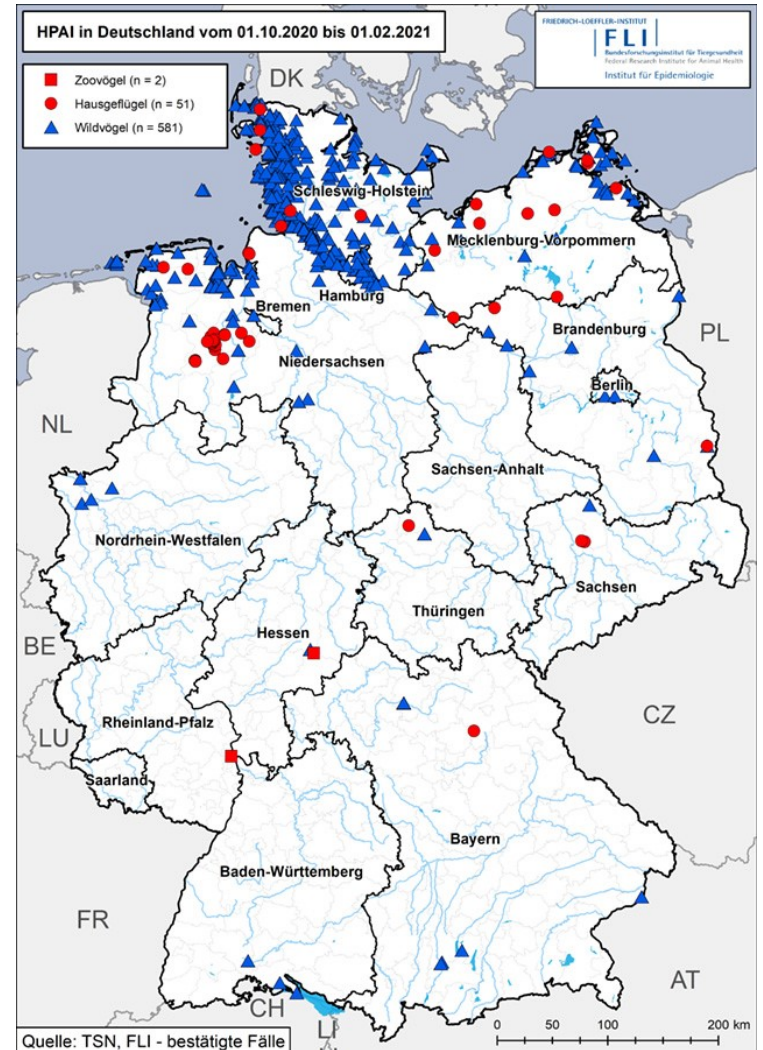 HPAI in Deutschland vom 01.10.2020 bis 01.02.2021
FRIEDRICH-LOEFFLER-INSTITUT
FLI
Bundesforschungsinstitut für Tiergesundheit
Federal Research Institute for Animal Health
Institut für Epidemiologie
Zoovögel (n = 2)
Hausgeflügel (n = 51)
Wildvögel (n = 581)
DK
Schleswig-Holstein
Mecklenburg-Vorpommern
Hamburg
Bremen
Brandenburg
PL
Niedersachsen
Berlin
NL
Sachsen-Anhalt
Nordrhein-Westfalen
Sachsen
Thüringen
Hessen
BE
CZ
Rheinland-Pfalz
LU
Saarland
Bayern
Baden-Württemberg
FR
AT
CH
LI
0 50 100 200 km
Quelle: TSN, FLI - bestätigte Fälle